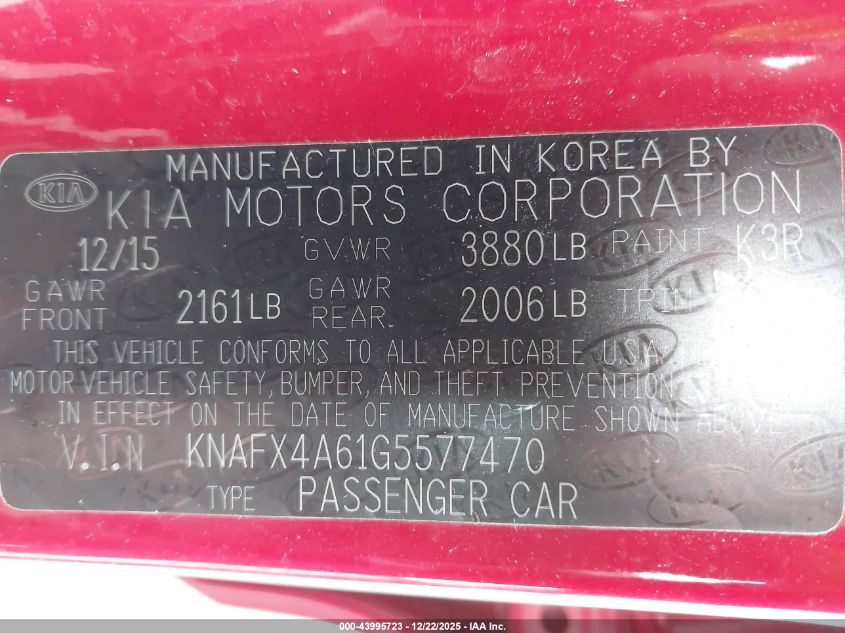 MANUFACTURED IN KOREA BY
KIA
KIA MOTORS CORPORATION
12/15 GVWR 3880LB PAINT K3R
GAWR FRONT 2161LB GAWR REAR 2006LB
THIS VEHICLE CONFORMS TO ALL APPLICABLE U.S.A.
MOTOR VEHICLE SAFETY, BUMPER, AND THEFT PREVENTION
IN EFFECT ON THE DATE OF MANUFACTURE SHOWN ABOVE.
V.I.N KNAFX4A61G5577470
TYPE PASSENGER CAR
000-43995723 - 12/22/2025 - IAA Inc.